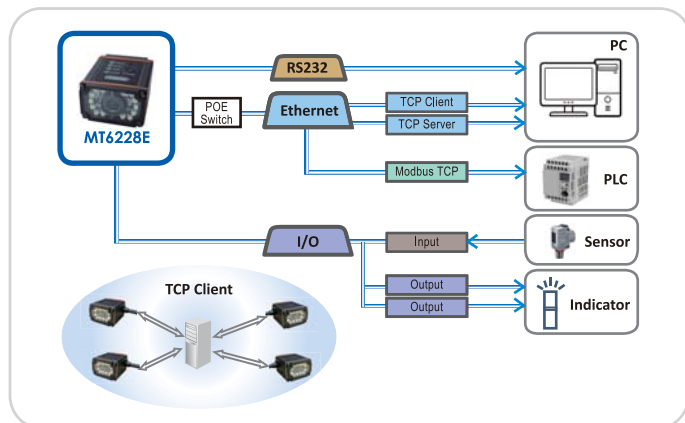 PC
RS232
POE
Switch
Ethernet
TCP Client
TCP Server
MT6228E
Modbus TCP
PLC
I/O
Input
Sensor
TCP Client
Output
Output
Indicator